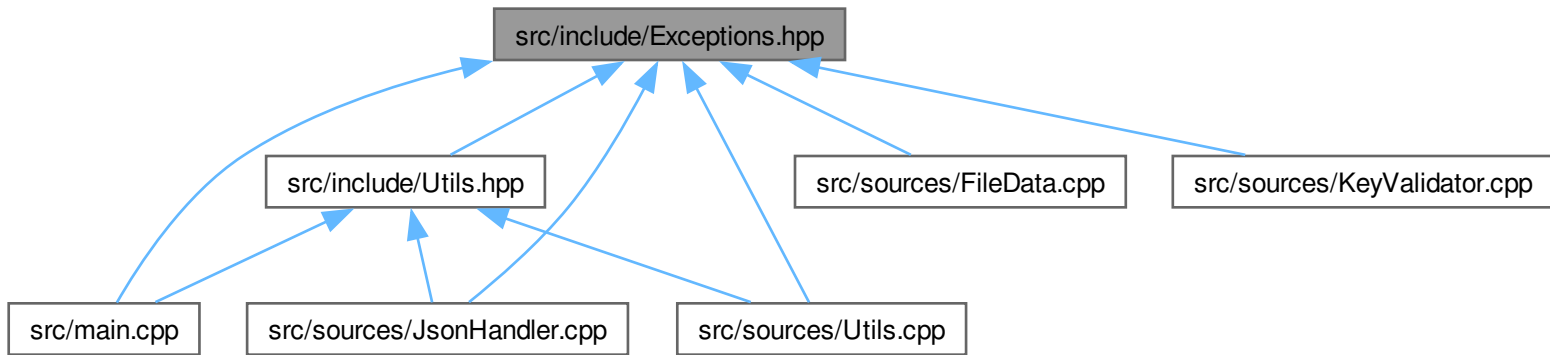 src/include/Exceptions.hpp
src/include/Utils.hpp
src/sources/FileData.cpp
src/sources/KeyValidator.cpp
src/main.cpp
src/sources/JsonHandler.cpp
src/sources/Utils.cpp